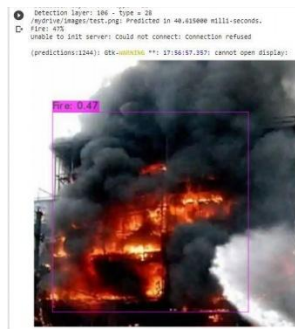 Detection layer: 106 - type = 28
/mydrive/images/test.png: Predicted in 40.615000 milli-seconds.
Fire: 47%
Unable to init server: Could not connect: Connection refused
(predictions:1244): Gtk-WARNING **: 17:56:57.357: cannot open display:
Fire: 0.47